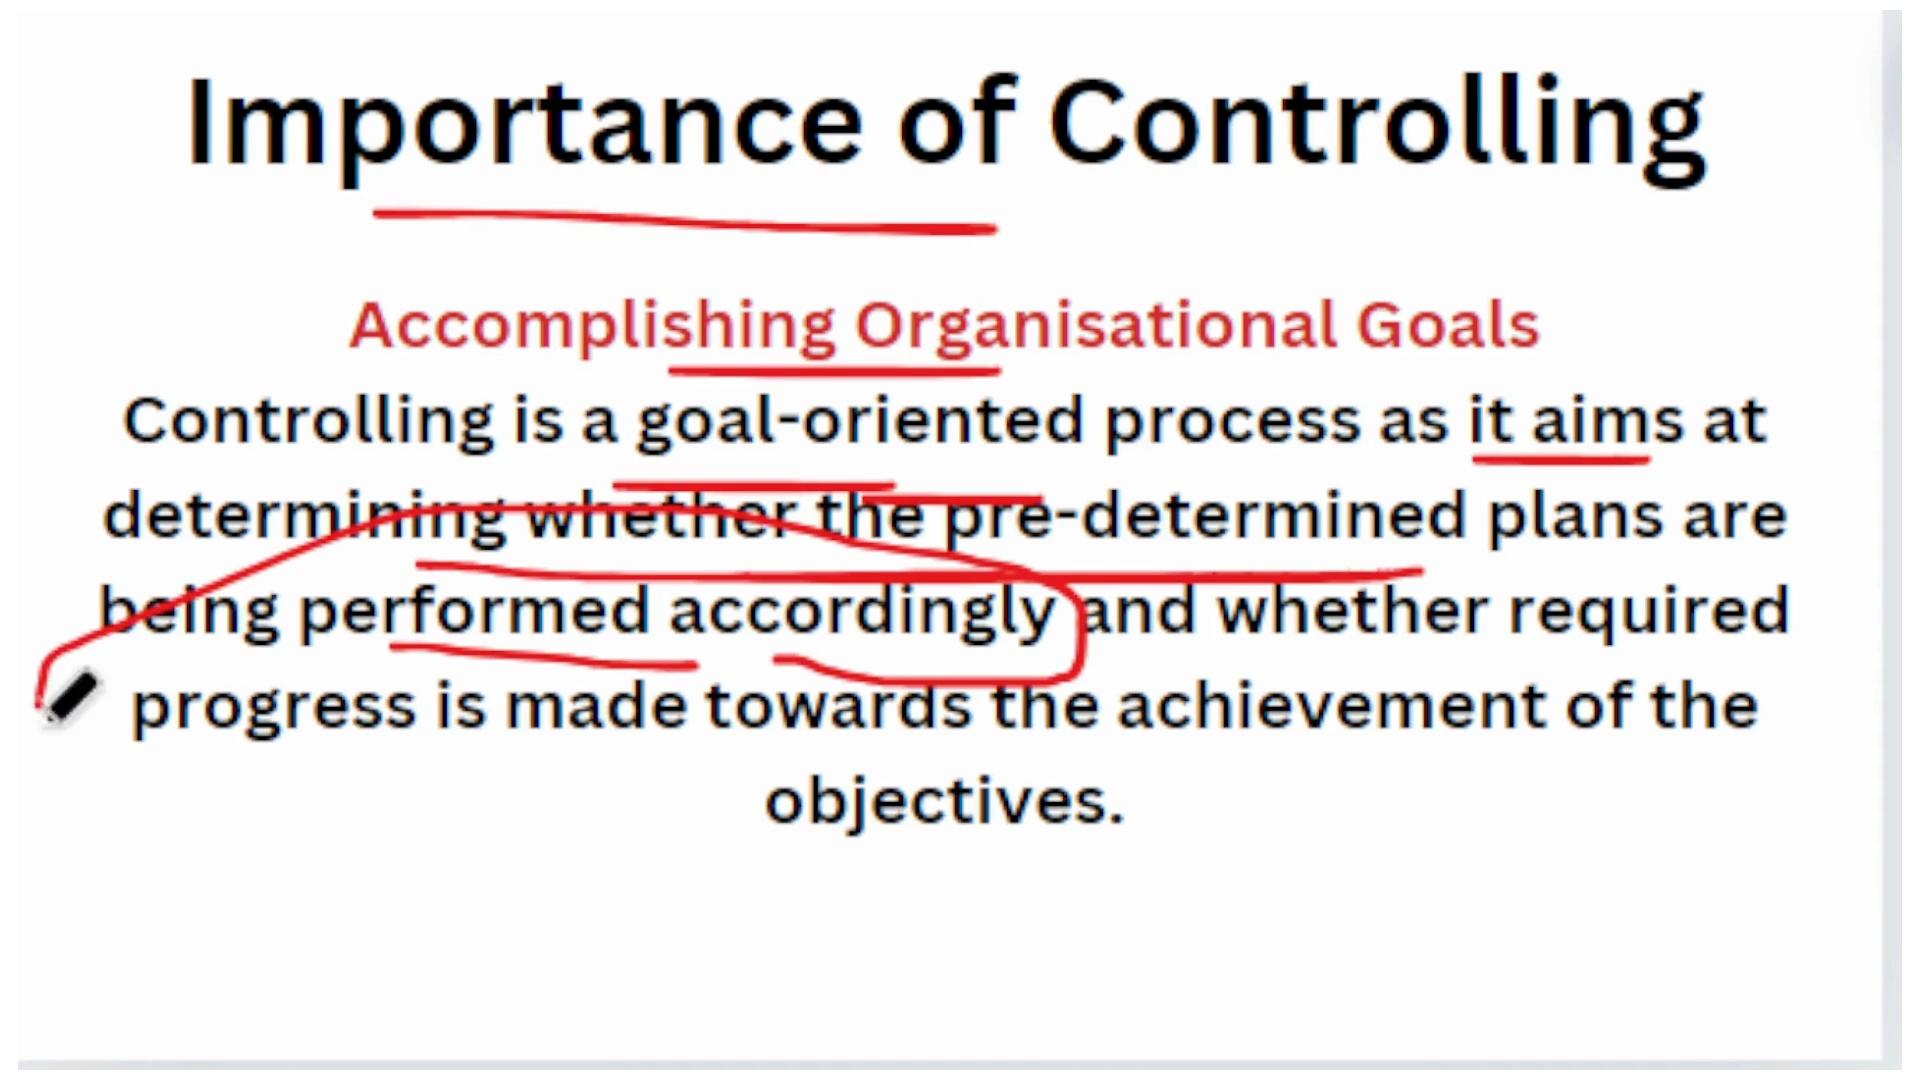 Importance of Controlling
Accomplishing Organisational Goals
Controlling is a goal-oriented process as it aims at
determining whether the pre-determined plans are
being performed accordingly and whether required
progress is made towards the achievement of the
objectives.